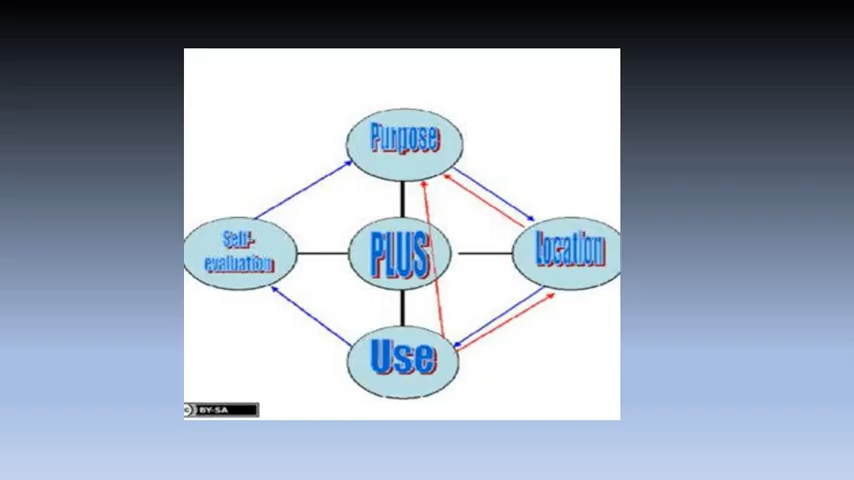 Purpose
Self-
evaluation
PLUS
Location
Use
BY-SA